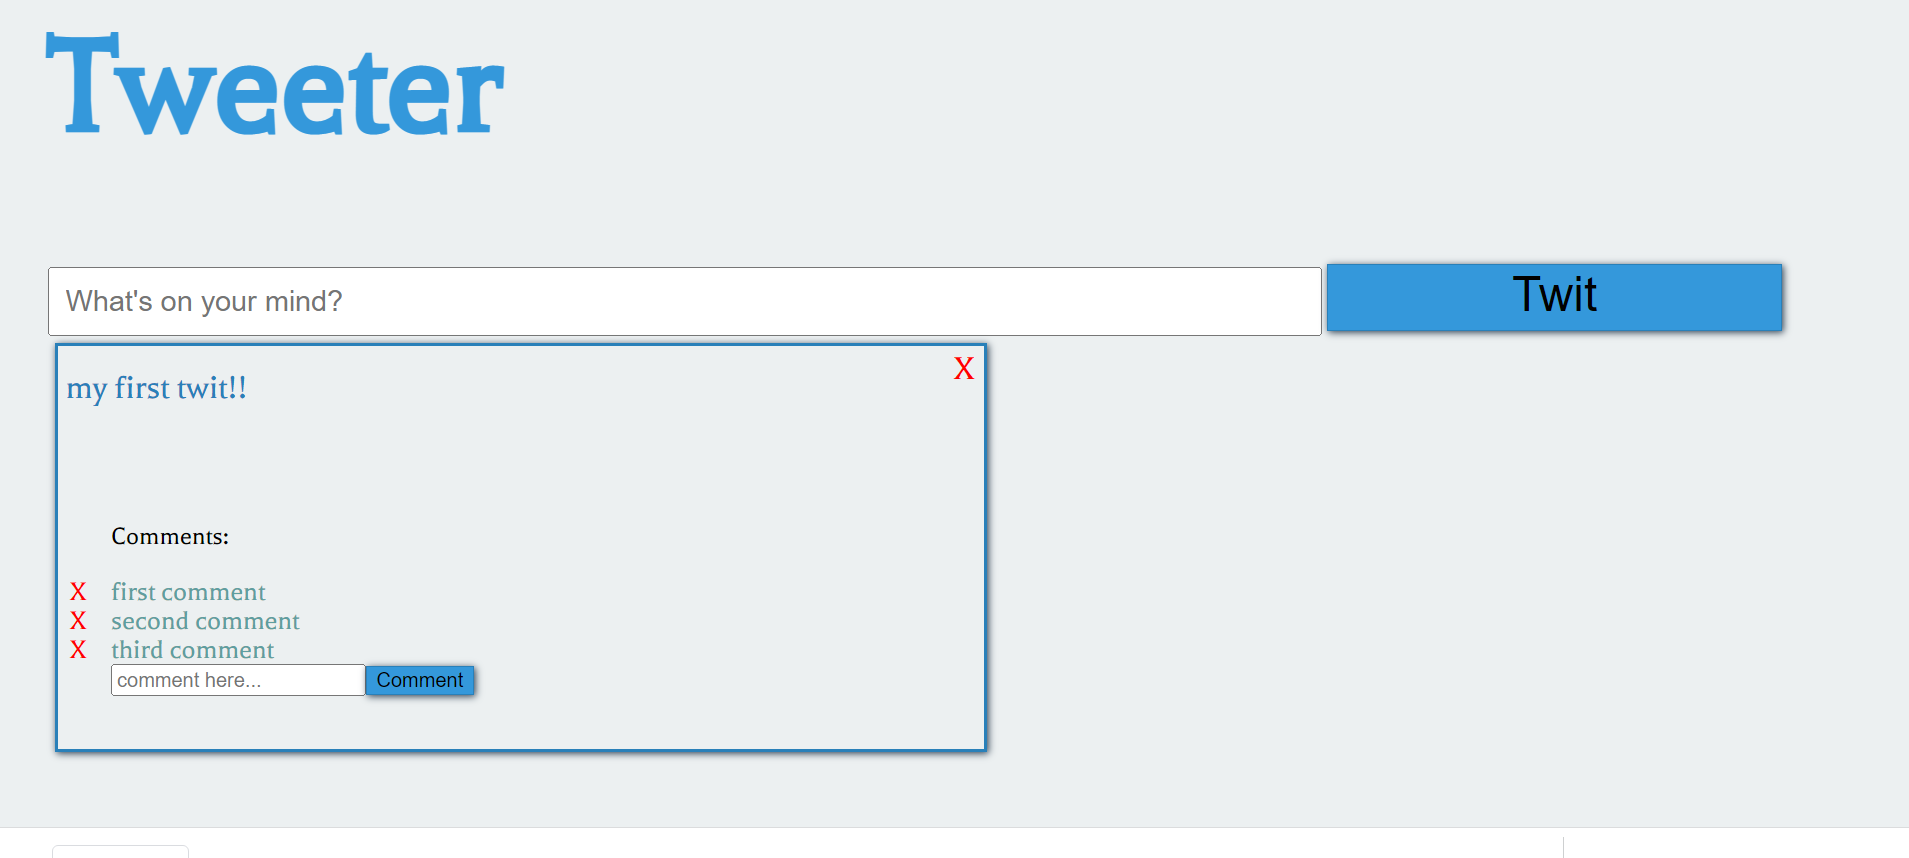 Tweeter
What's on your mind?
Twit
X
my first twit!!
Comments:
X first comment
X second comment
X third comment
comment here... Comment